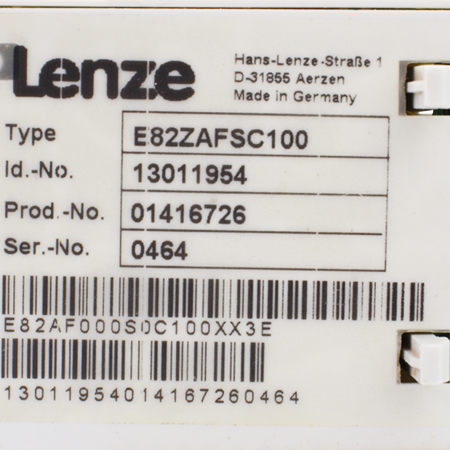 Lenze
Hans-Lenze-Straße 1
D-31855 Aerzen
Made in Germany
Type E82ZAFSC100
Id.-No. 13011954
Prod.-No. 01416726
Ser.-No. 0464
E82AF000S0C100XX3E
13011954014167260464